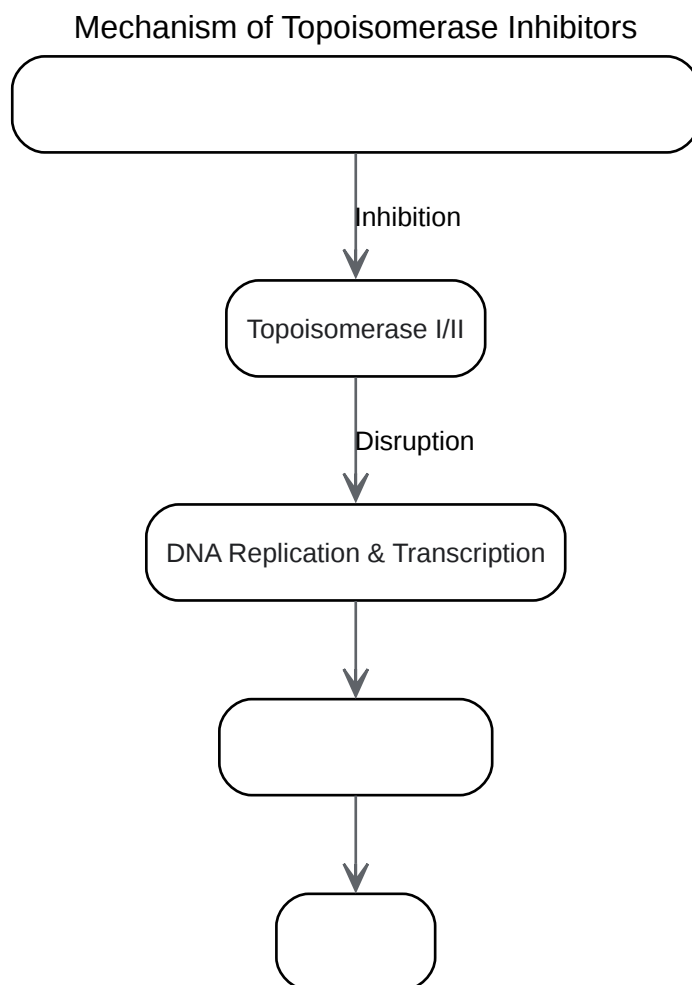 Mechanism of Topoisomerase Inhibitors
Inhibition
Topoisomerase I/II
Disruption
DNA Replication & Transcription